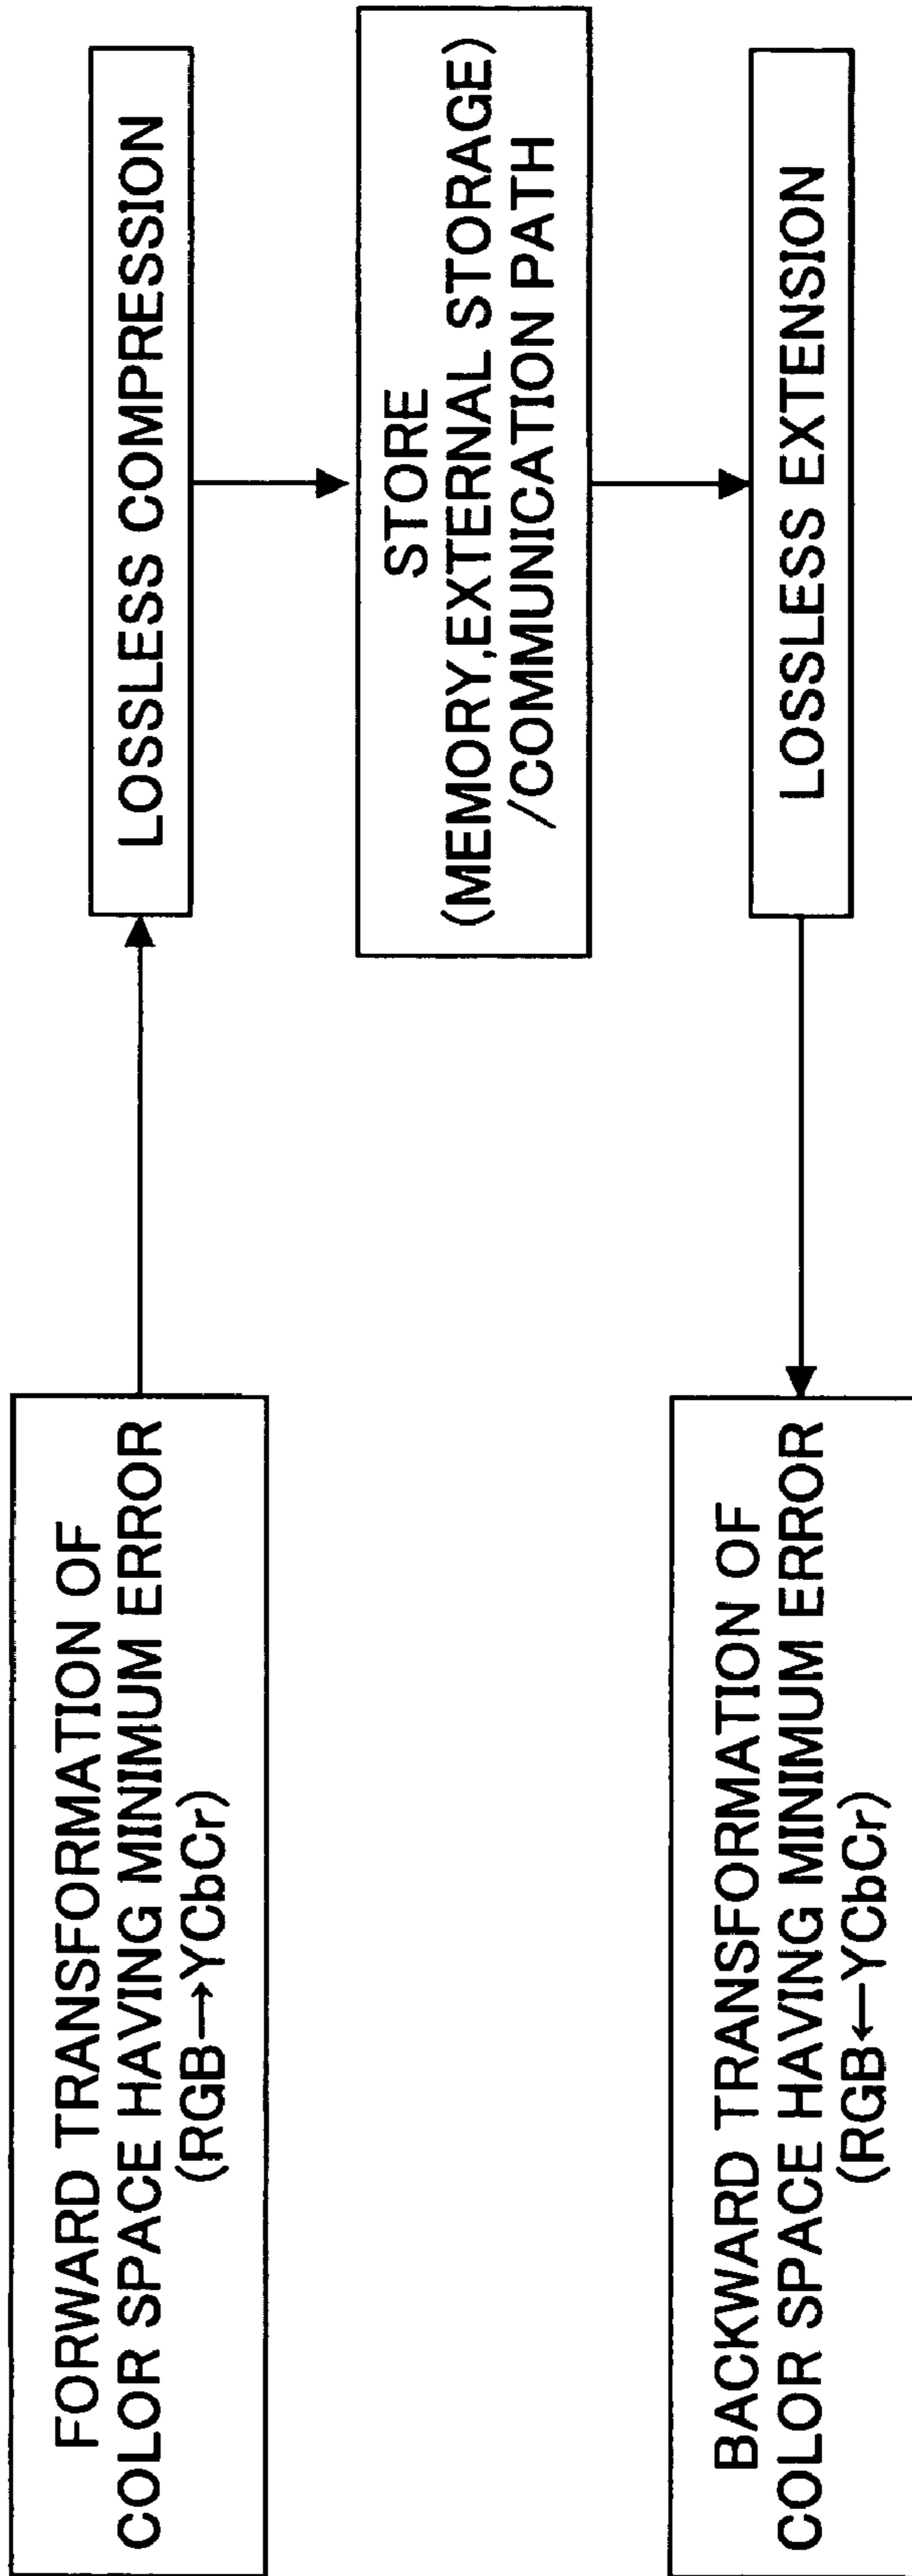 FORWARD TRANSFORMATION OF
COLOR SPACE HAVING MINIMUM ERROR
(RGB→YCbCr)
LOSSLESS COMPRESSION
STORE
(MEMORY,EXTERNAL STORAGE)
/COMMUNICATION PATH
LOSSLESS EXTENSION
BACKWARD TRANSFORMATION OF
COLOR SPACE HAVING MINIMUM ERROR
(RGB←YCbCr)